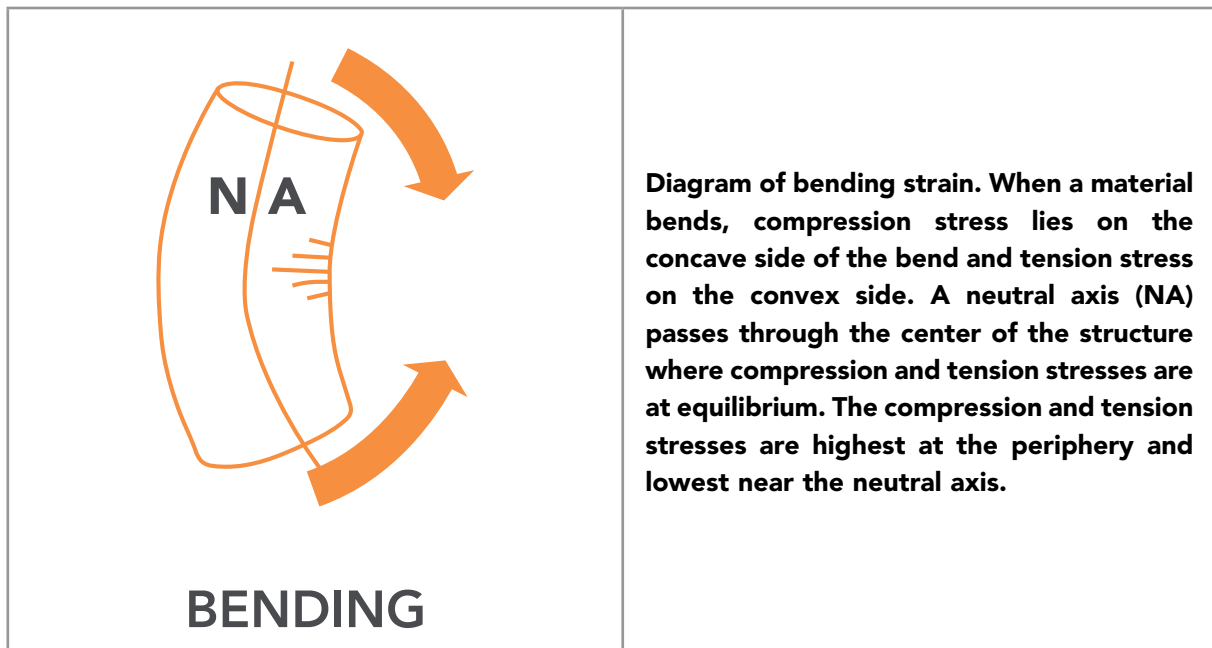 N A
BENDING
Diagram of bending strain. When a material
bends, compression stress lies on the
concave side of the bend and tension stress
on the convex side. A neutral axis (NA)
passes through the center of the structure
where compression and tension stresses are
at equilibrium. The compression and tension
stresses are highest at the periphery and
lowest near the neutral axis.